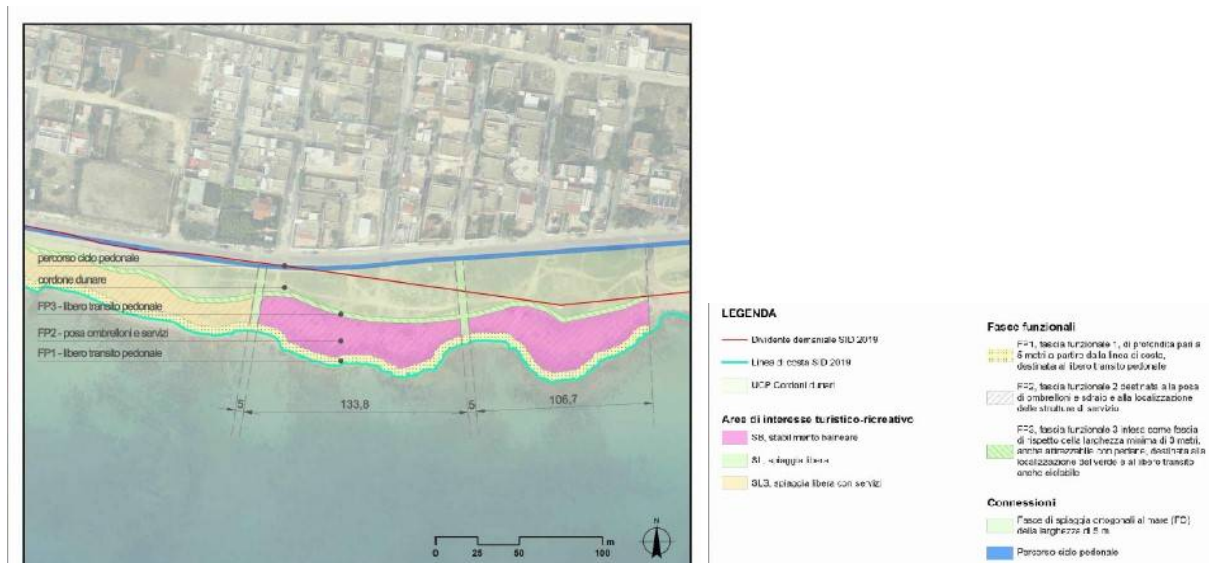 percorso ciclo pedonale
cordone dunare
FP3 - libero transito pedonale
FP2 - posa ombrelloni e servizi
FP1 - libero transito pedonale
5
133,8
5
106,7
0 25 50 100
m
N
LEGENDA
Dividente demaniale SID 2019
Linea di costa SID 2019
UCP Cordoni dunari
Aree di interesse turistico-ricreativo
SB, stabilimento balneare
SL, spiaggia libera
SLS, spiaggia libera con servizi
Fasce funzionali
FP1, fascia funzionale 1, di profondità pari a
5 metri a partire dalla linea di costa,
destinata al libero transito pedonale
FP2, fascia funzionale 2 destinata alla posa
di ombrelloni e sdraio e alla localizzazione
delle strutture di servizio
FP3, fascia funzionale 3 intesa come fascia
di rispetto della larghezza minima di 3 metri,
anche attrezzabile con pedane, destinata alla
localizzazione del verde e al libero transito
anche ciclabile
Connessioni
Fasce di spiaggia ortogonali al mare (FO)
della larghezza di 5 m
Percorso ciclo pedonale